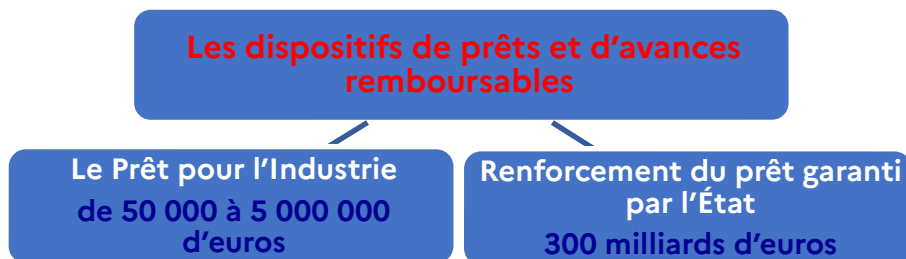 Les dispositifs de prêts et d’avances
remboursables
Le Prêt pour l’Industrie
de 50 000 à 5 000 000
d’euros
Renforcement du prêt garanti
par l’État
300 milliards d’euros